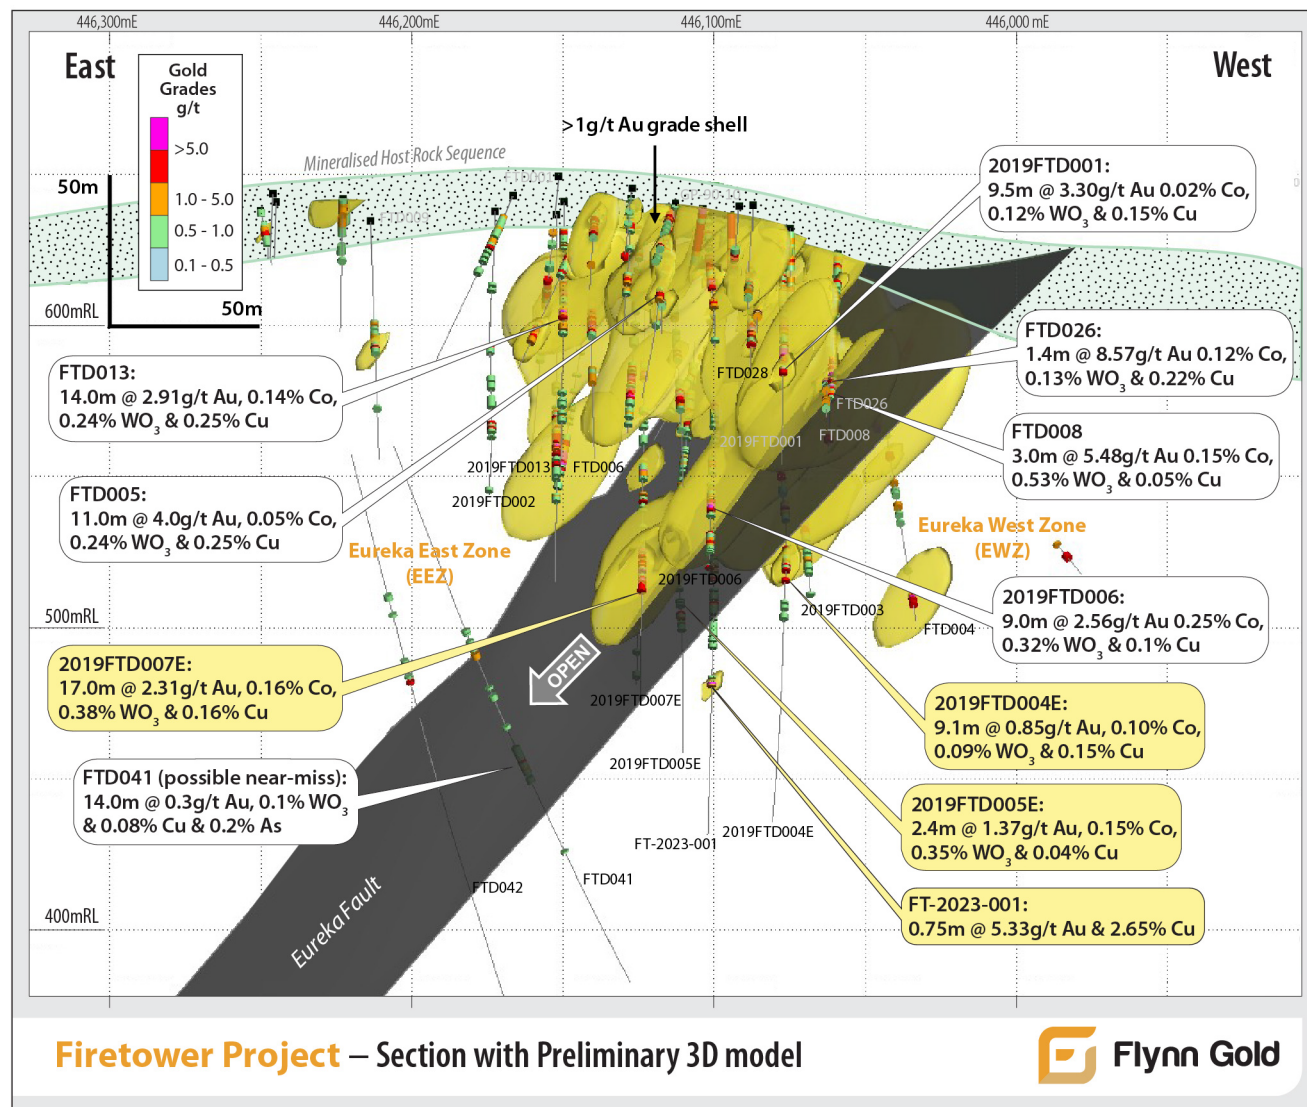 446,300mE
446,200mE
446,100mE
446,000 mE
East
West
Gold
Grades
g/t
>5.0
1.0 - 5.0
0.5 - 1.0
0.1 - 0.5
50m
50m
>1g/t Au grade shell
Mineralised Host Rock Sequence
600mRL
500mRL
400mRL
2019FTD001:
9.5m @ 3.30g/t Au 0.02% Co,
0.12% WO₃ & 0.15% Cu
FTD026:
1.4m @ 8.57g/t Au 0.12% Co,
0.13% WO₃ & 0.22% Cu
FTD008
3.0m @ 5.48g/t Au 0.15% Co,
0.53% WO₃ & 0.05% Cu
FTD013:
14.0m @ 2.91g/t Au, 0.14% Co,
0.24% WO₃ & 0.25% Cu
FTD005:
11.0m @ 4.0g/t Au, 0.05% Co,
0.24% WO₃ & 0.25% Cu
FTD028
FTD026
FTD008
2019FTD001
2019FTD013
FTD006
2019FTD002
Eureka East Zone
(EEZ)
Eureka West Zone
(EWZ)
2019FTD006
2019FTD003
FTD004
2019FTD006:
9.0m @ 2.56g/t Au 0.25% Co,
0.32% WO₃ & 0.1% Cu
2019FTD007E:
17.0m @ 2.31g/t Au, 0.16% Co,
0.38% WO₃ & 0.16% Cu
OPEN
2019FTD007E
2019FTD005E
FT-2023-001
2019FTD004E
2019FTD004E:
9.1m @ 0.85g/t Au, 0.10% Co,
0.09% WO₃ & 0.15% Cu
FTD041 (possible near-miss):
14.0m @ 0.3g/t Au, 0.1% WO₃
& 0.08% Cu & 0.2% As
2019FTD005E:
2.4m @ 1.37g/t Au, 0.15% Co,
0.35% WO₃ & 0.04% Cu
FTD042
FTD041
FT-2023-001:
0.75m @ 5.33g/t Au & 2.65% Cu
Eureka Fault
Firetower Project – Section with Preliminary 3D model
Flynn Gold